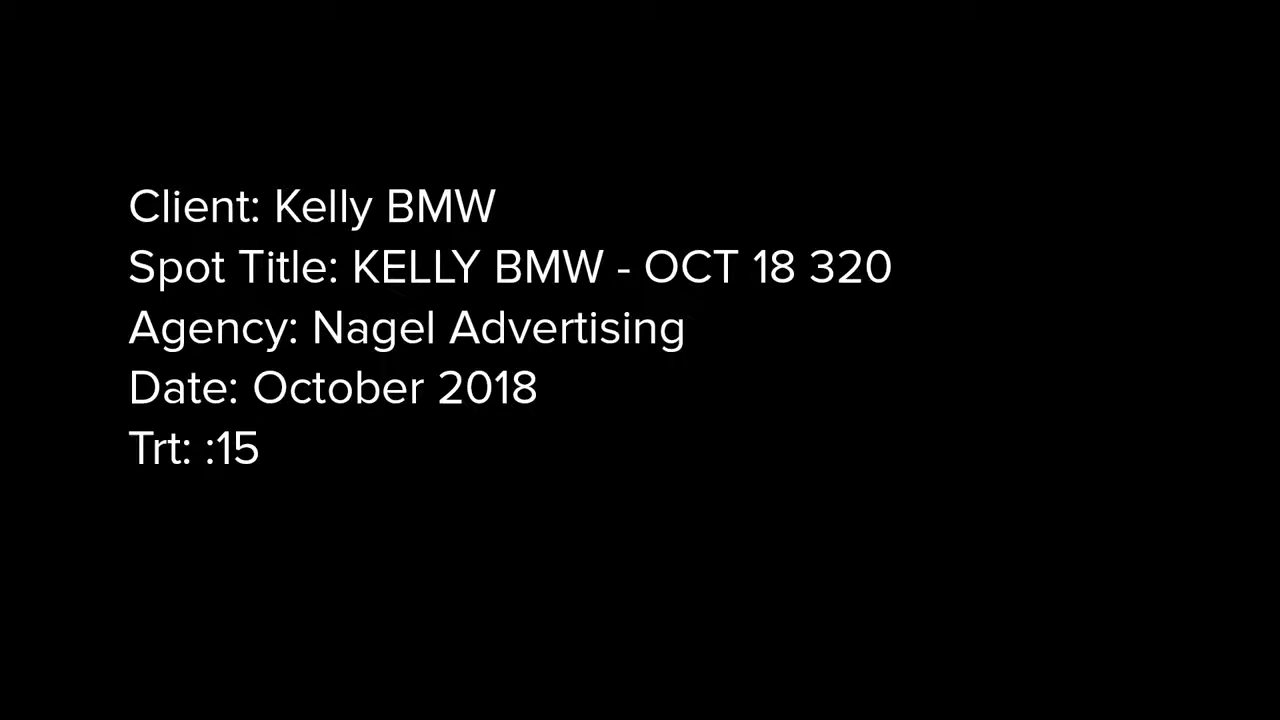 Client: Kelly BMW
Spot Title: KELLY BMW - OCT 18 320
Agency: Nagel Advertising
Date: October 2018
Trt: :15